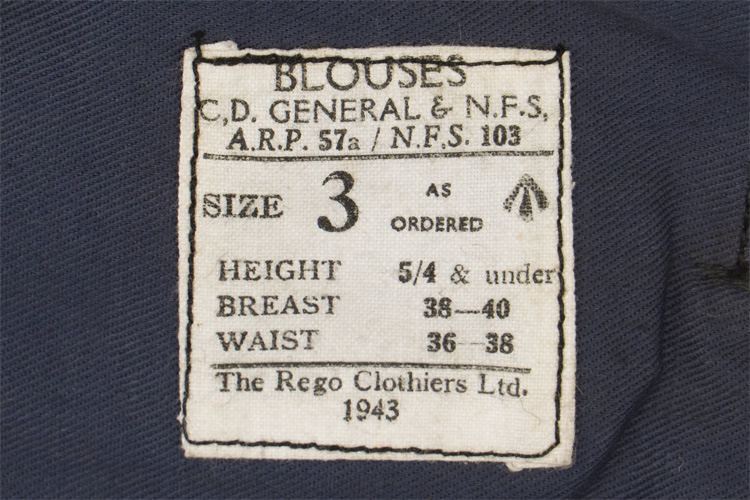 BLOUSES
C.D. GENERAL & N.F.S.
A.R.P. 57a / N.F.S. 103
SIZE 3 AS ORDERED
HEIGHT 5/4 & under
BREAST 38—40
WAIST 36—38
The Rego Clothiers Ltd.
1943